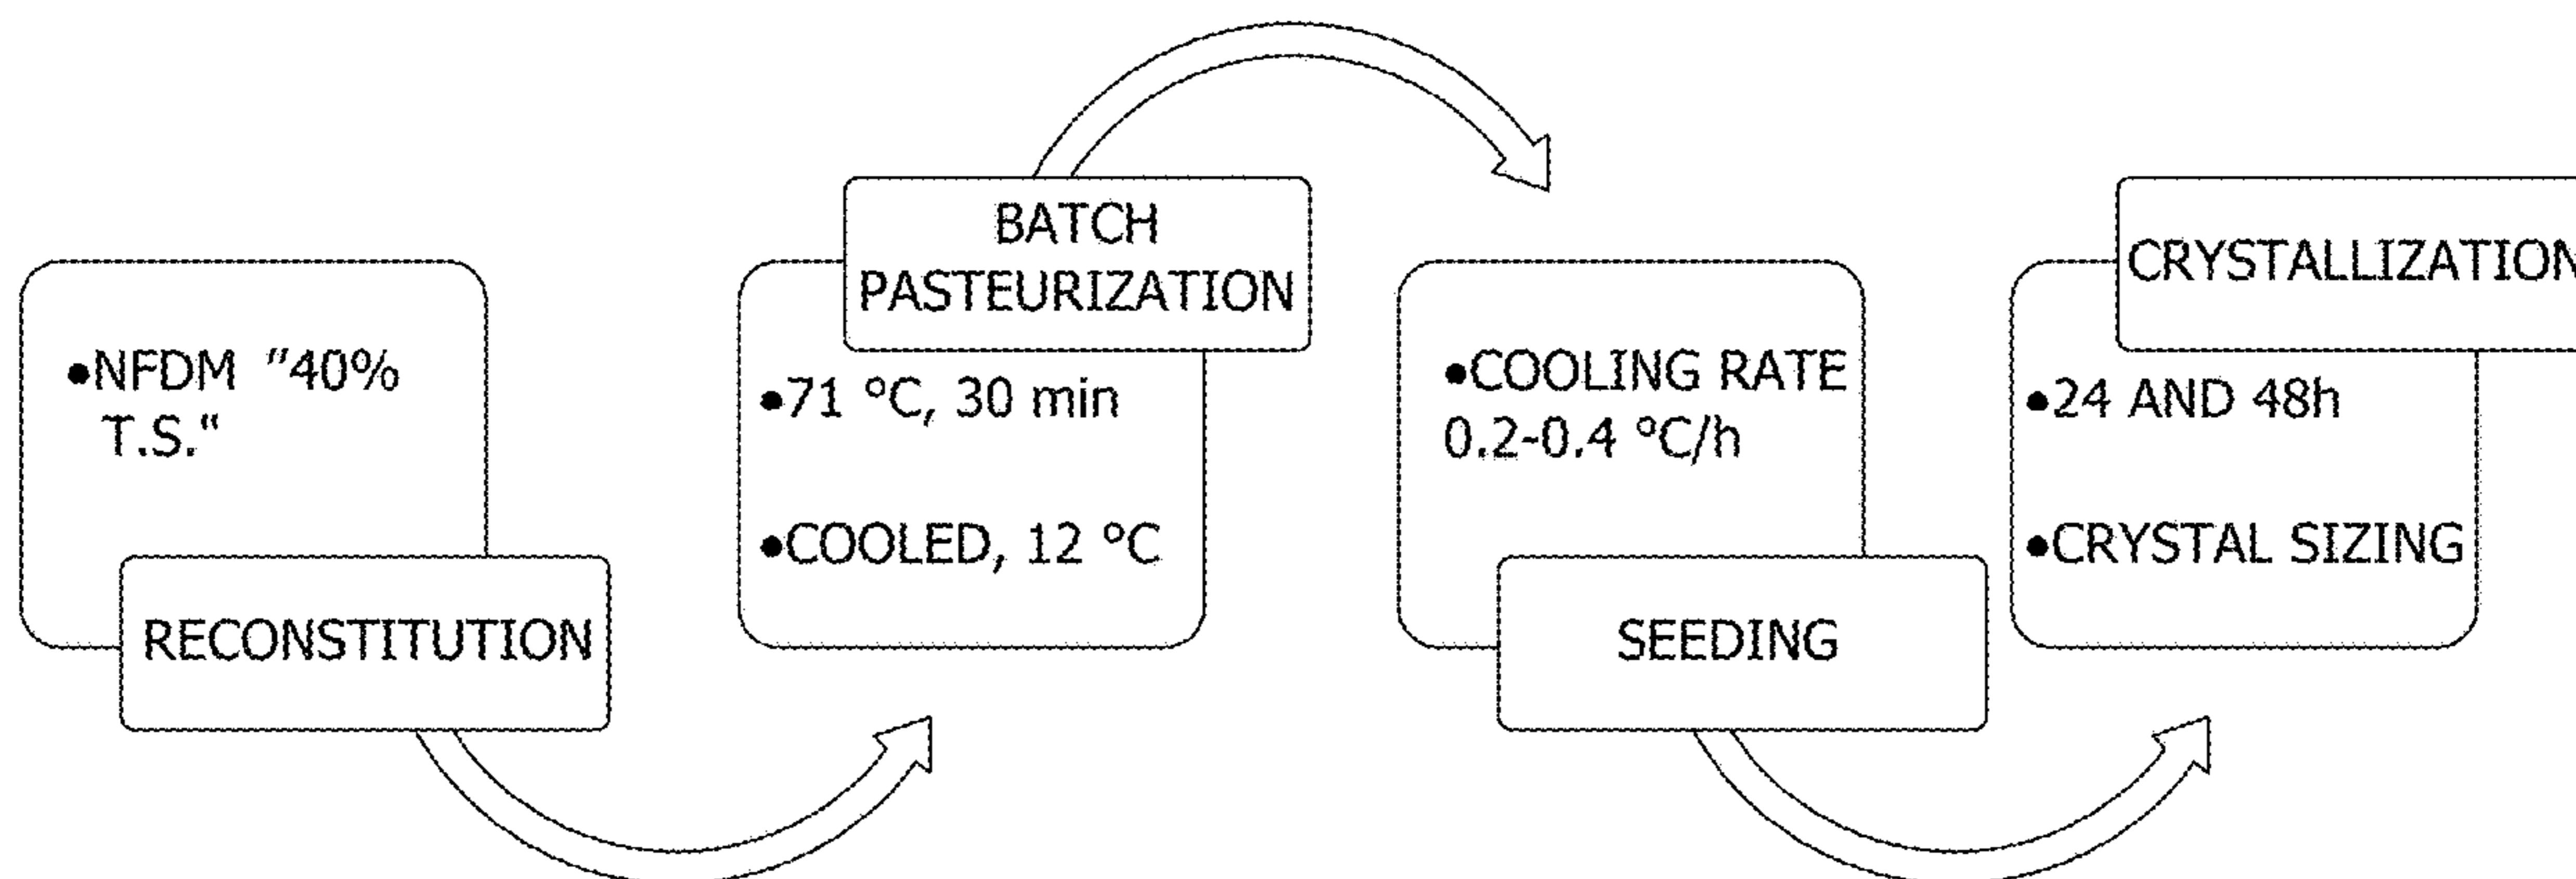 •NFDM "40%
T.S."
RECONSTITUTION
BATCH
PASTEURIZATION
•71 °C, 30 min
•COOLED, 12 °C
•COOLING RATE
0.2-0.4 °C/h
SEEDING
CRYSTALLIZATION
•24 AND 48h
•CRYSTAL SIZING